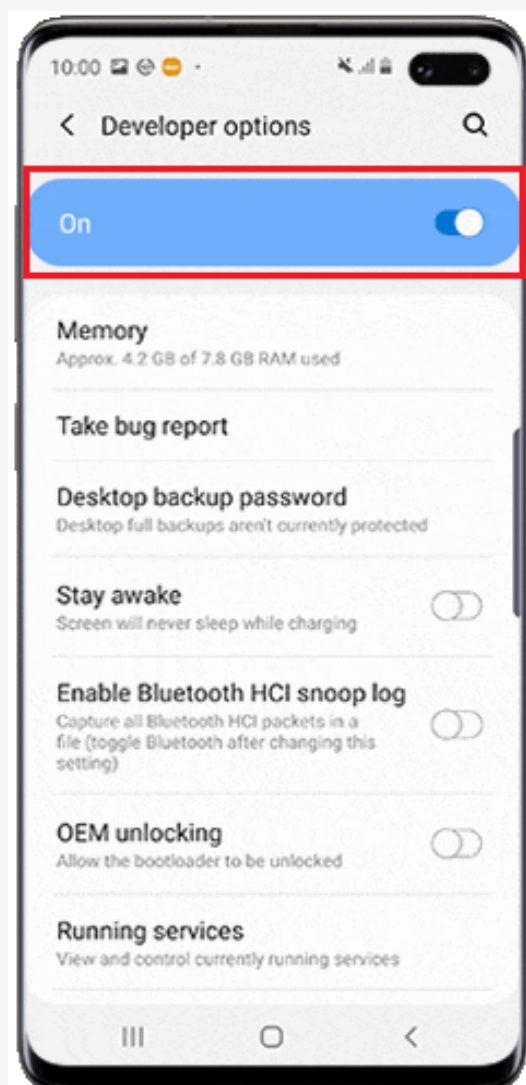 10:00
Developer options
On
Memory
Approx. 4.2 GB of 7.8 GB RAM used
Take bug report
Desktop backup password
Desktop full backups aren't currently protected
Stay awake
Screen will never sleep while charging
Enable Bluetooth HCI snoop log
Capture all Bluetooth HCI packets in a
file (toggle Bluetooth after changing this
setting)
OEM unlocking
Allow the bootloader to be unlocked
Running services
View and control currently running services